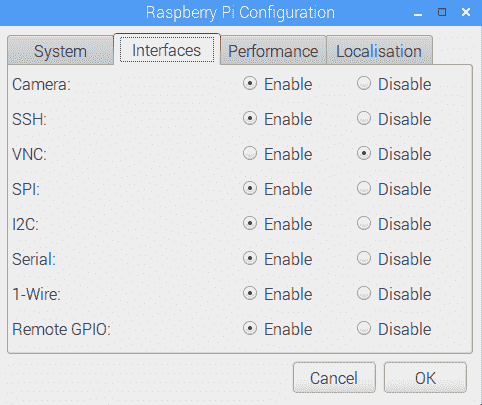 Raspberry Pi Configuration
System Interfaces Performance Localisation
Camera: Enable Disable
SSH: Enable Disable
VNC: Enable Disable
SPI: Enable Disable
I2C: Enable Disable
Serial: Enable Disable
1-Wire: Enable Disable
Remote GPIO: Enable Disable
Cancel OK